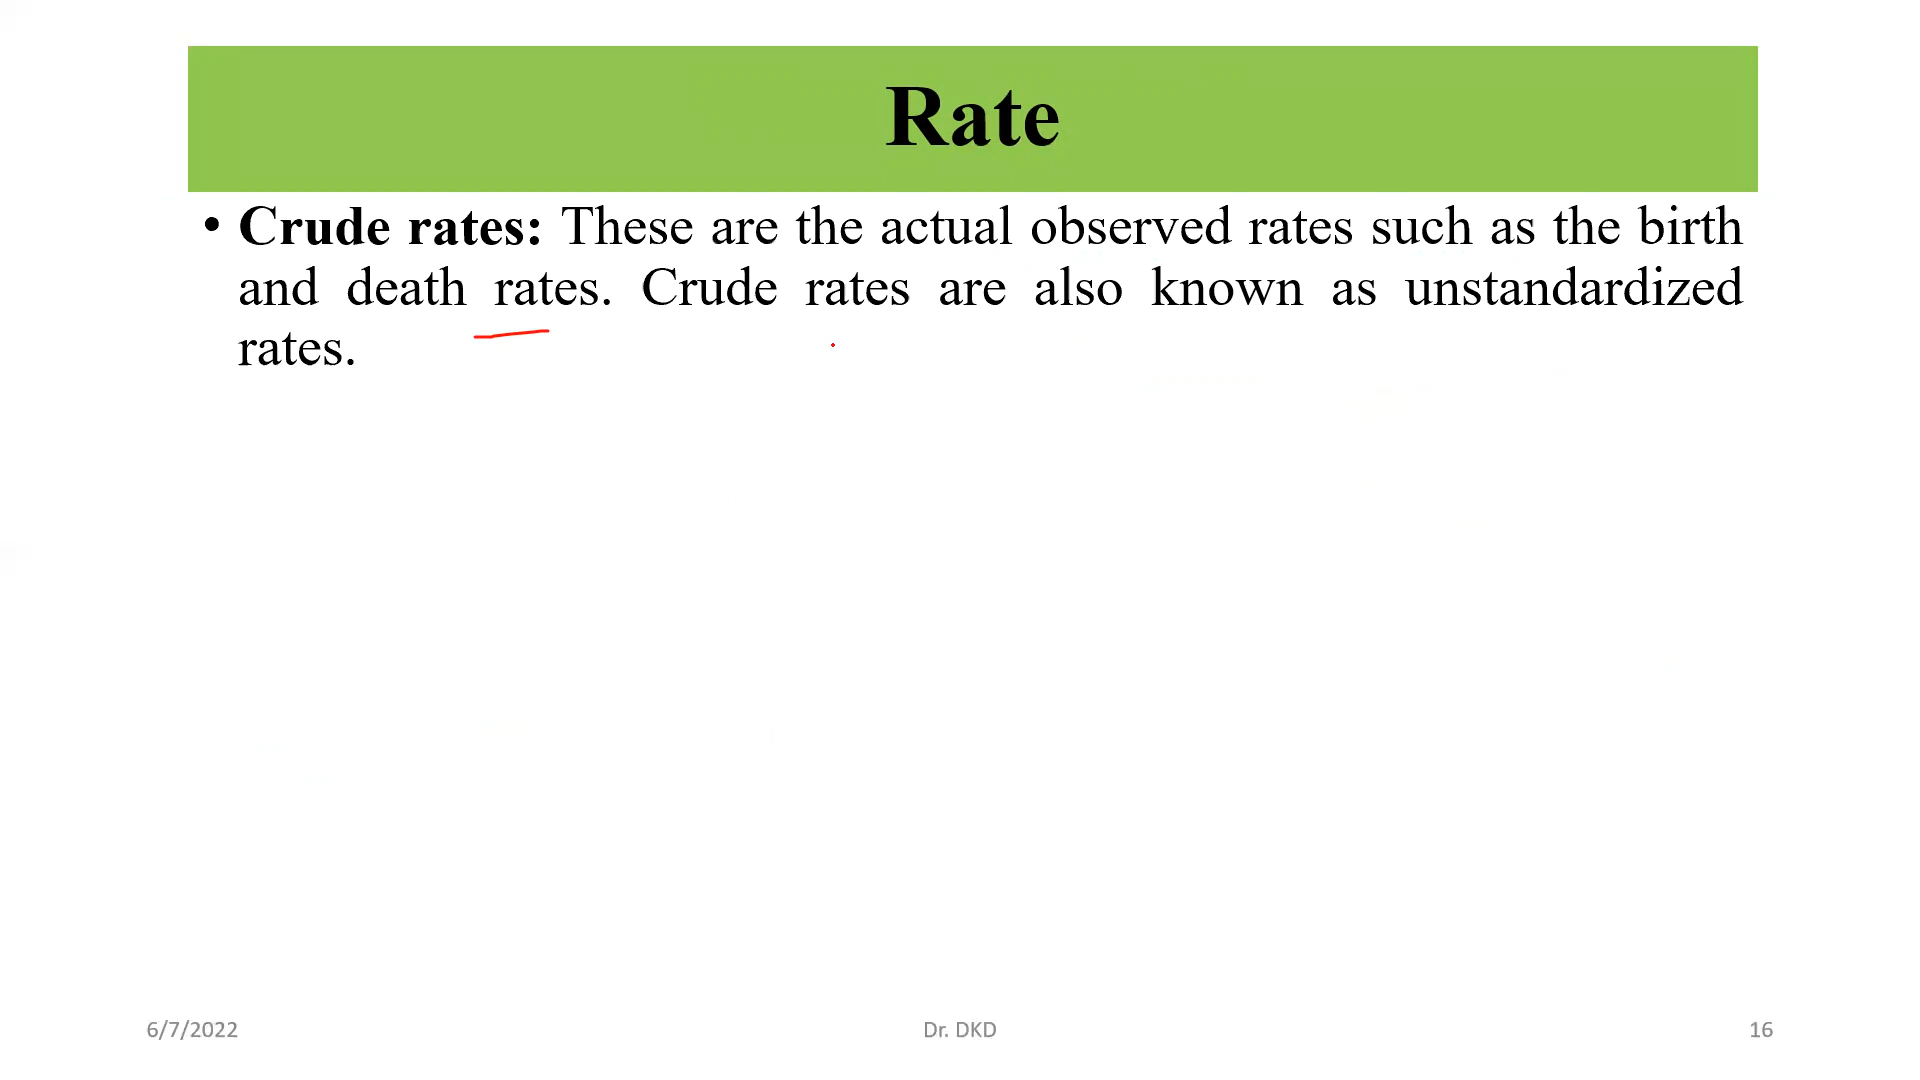 Rate
• Crude rates: These are the actual observed rates such as the birth
and death rates. Crude rates are also known as unstandardized
rates.
6/7/2022
Dr. DKD
16